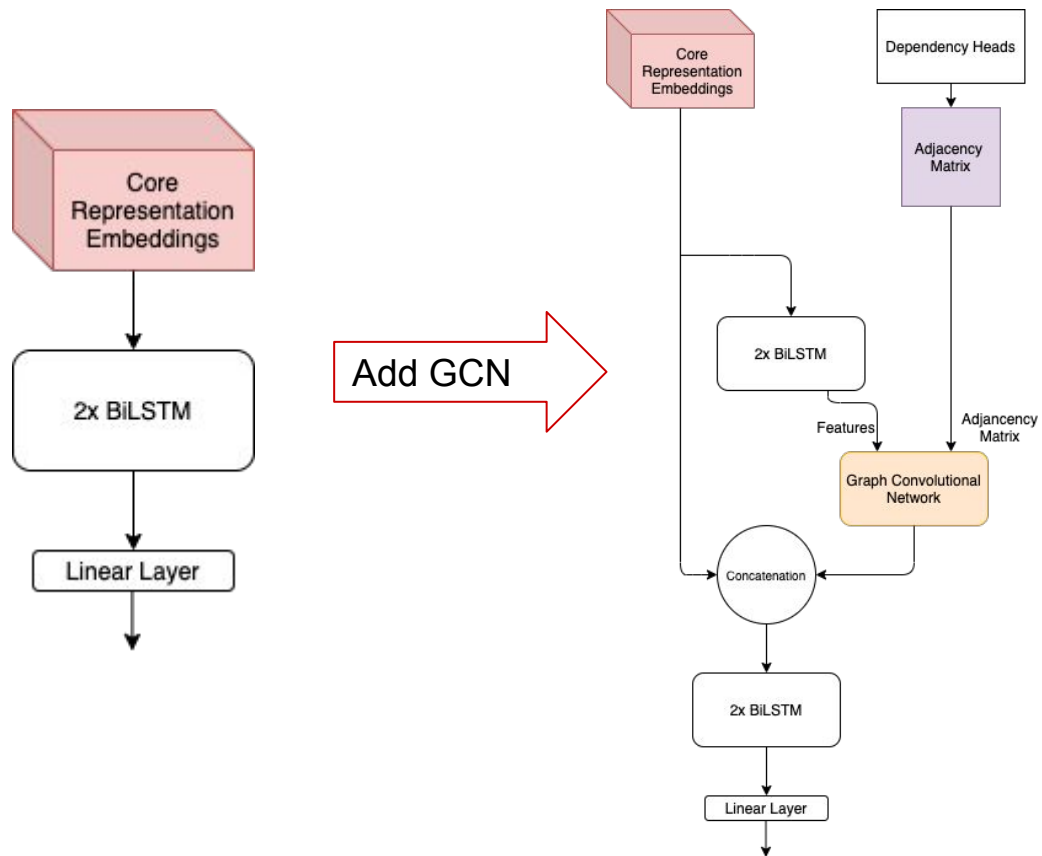 Core
Representation
Embeddings
2x BiLSTM
Linear Layer
Add GCN
Core
Representation
Embeddings
Dependency Heads
Adjacency
Matrix
2x BiLSTM
Features
Adjancency
Matrix
Graph Convolutional
Network
Concatenation
2x BiLSTM
Linear Layer